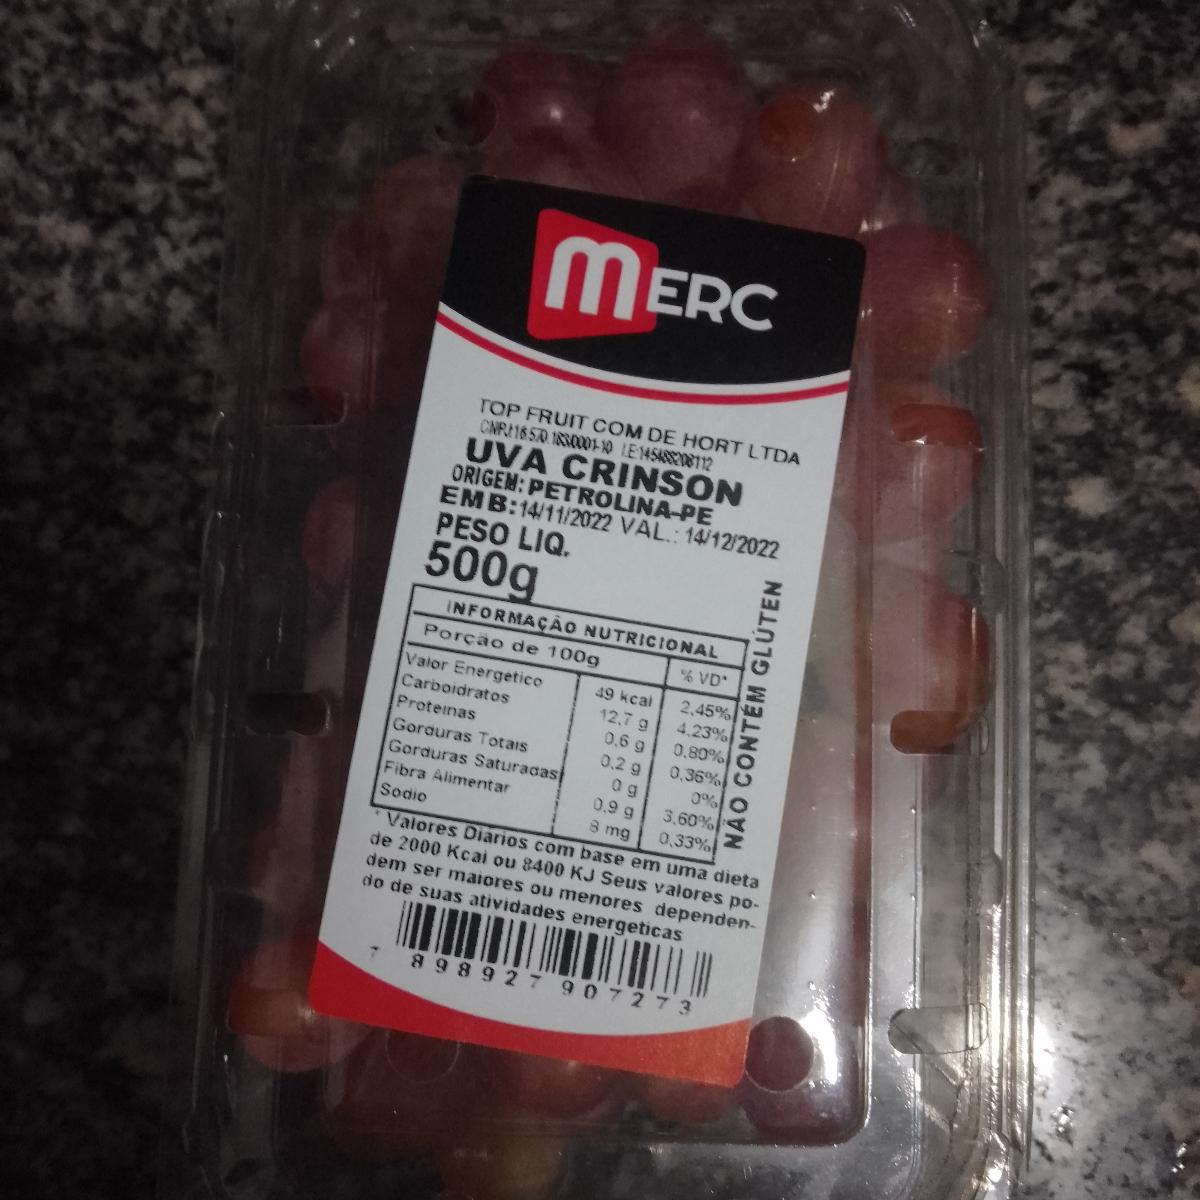 merc
TOP FRUIT COM DE HORT LTDA
UVA CRINSON
ORIGEM: PETROLINA-PE
EMB:14/11/2022 VAL.: 14/12/2022
PESO LIQ.
500g
INFORMAÇÃO NUTRICIONAL
Porção de 100g % VD*
Valor Energético 49 kcal 2,45%
Carboidratos 12,7 g 4,23%
Proteínas 0,6 g 0,80%
Gorduras Totais 0,2 g 0,36%
Gorduras Saturadas 0 g 0%
Fibra Alimentar 0,9 g 3,60%
Sodio 8 mg 0,33%
NÃO CONTÉM GLÚTEN
* Valores Diários com base em uma dieta
de 2000 Kcal ou 8400 KJ Seus valores po-
dem ser maiores ou menores dependen-
do de suas atividades energeticas
7 898927 907273